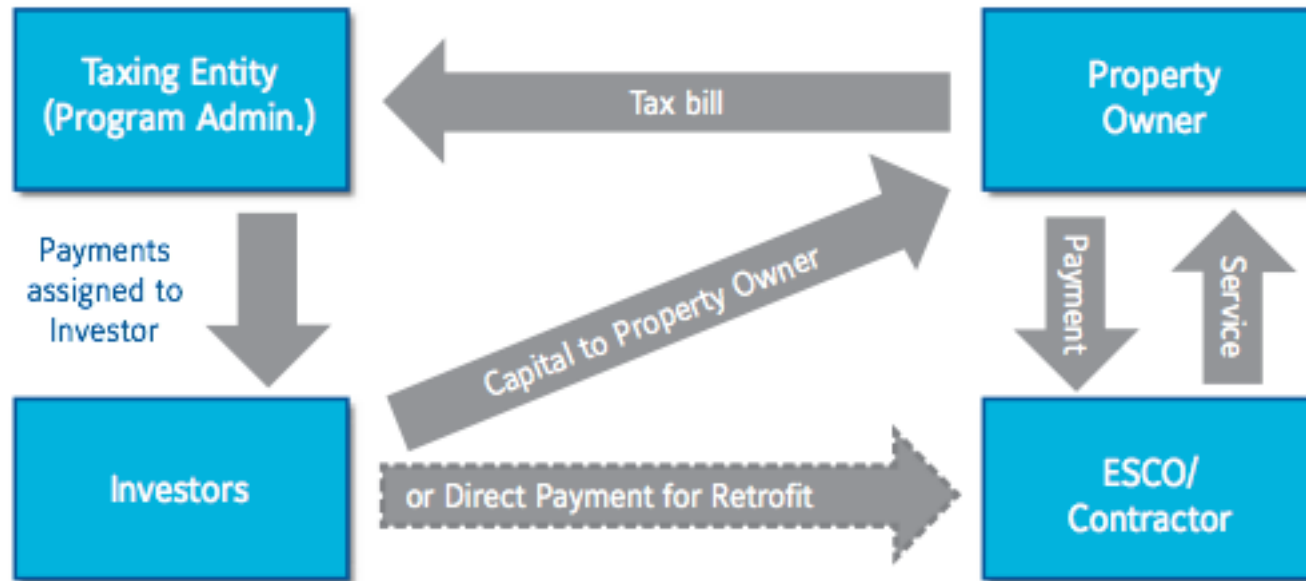 Taxing Entity
(Program Admin.)
Tax bill
Property
Owner
Payments
assigned to
Investor
Capital to Property Owner
Payment
Service
Investors
or Direct Payment for Retrofit
ESCO/
Contractor